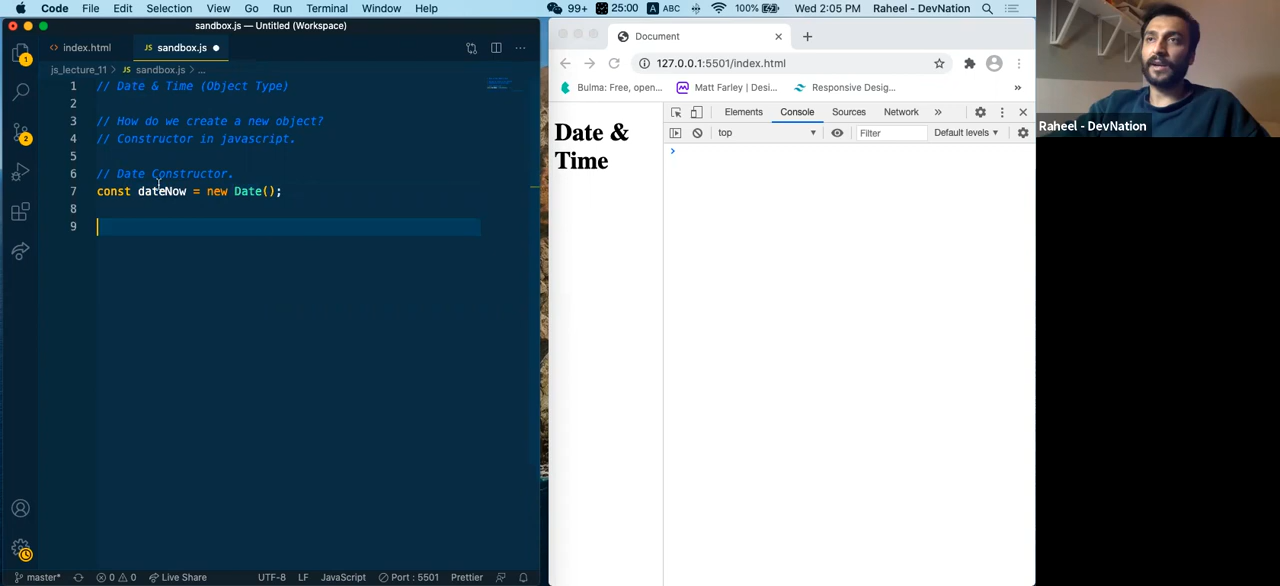 Code File Edit Selection View Go Run Terminal Window Help
99+ 25:00 A ABC 100% Wed 2:05 PM Raheel - DevNation
sandbox.js — Untitled (Workspace)
index.html
JS sandbox.js
js_lecture_11 > JS sandbox.js > ...
1 // Date & Time (Object Type)
2
3 // How do we create a new object?
4 // Constructor in javascript.
5
6 // Date Constructor.
7 const dateNow = new Date();
8
9
1
2
master* 0 0 Live Share UTF-8 LF JavaScript Port : 5501 Prettier
Document
127.0.0.1:5501/index.html
Bulma: Free, open... Matt Farley | Desi... Responsive Desig... »
Date &
Time
Elements Console Sources Network »
top Filter Default levels
Raheel - DevNation